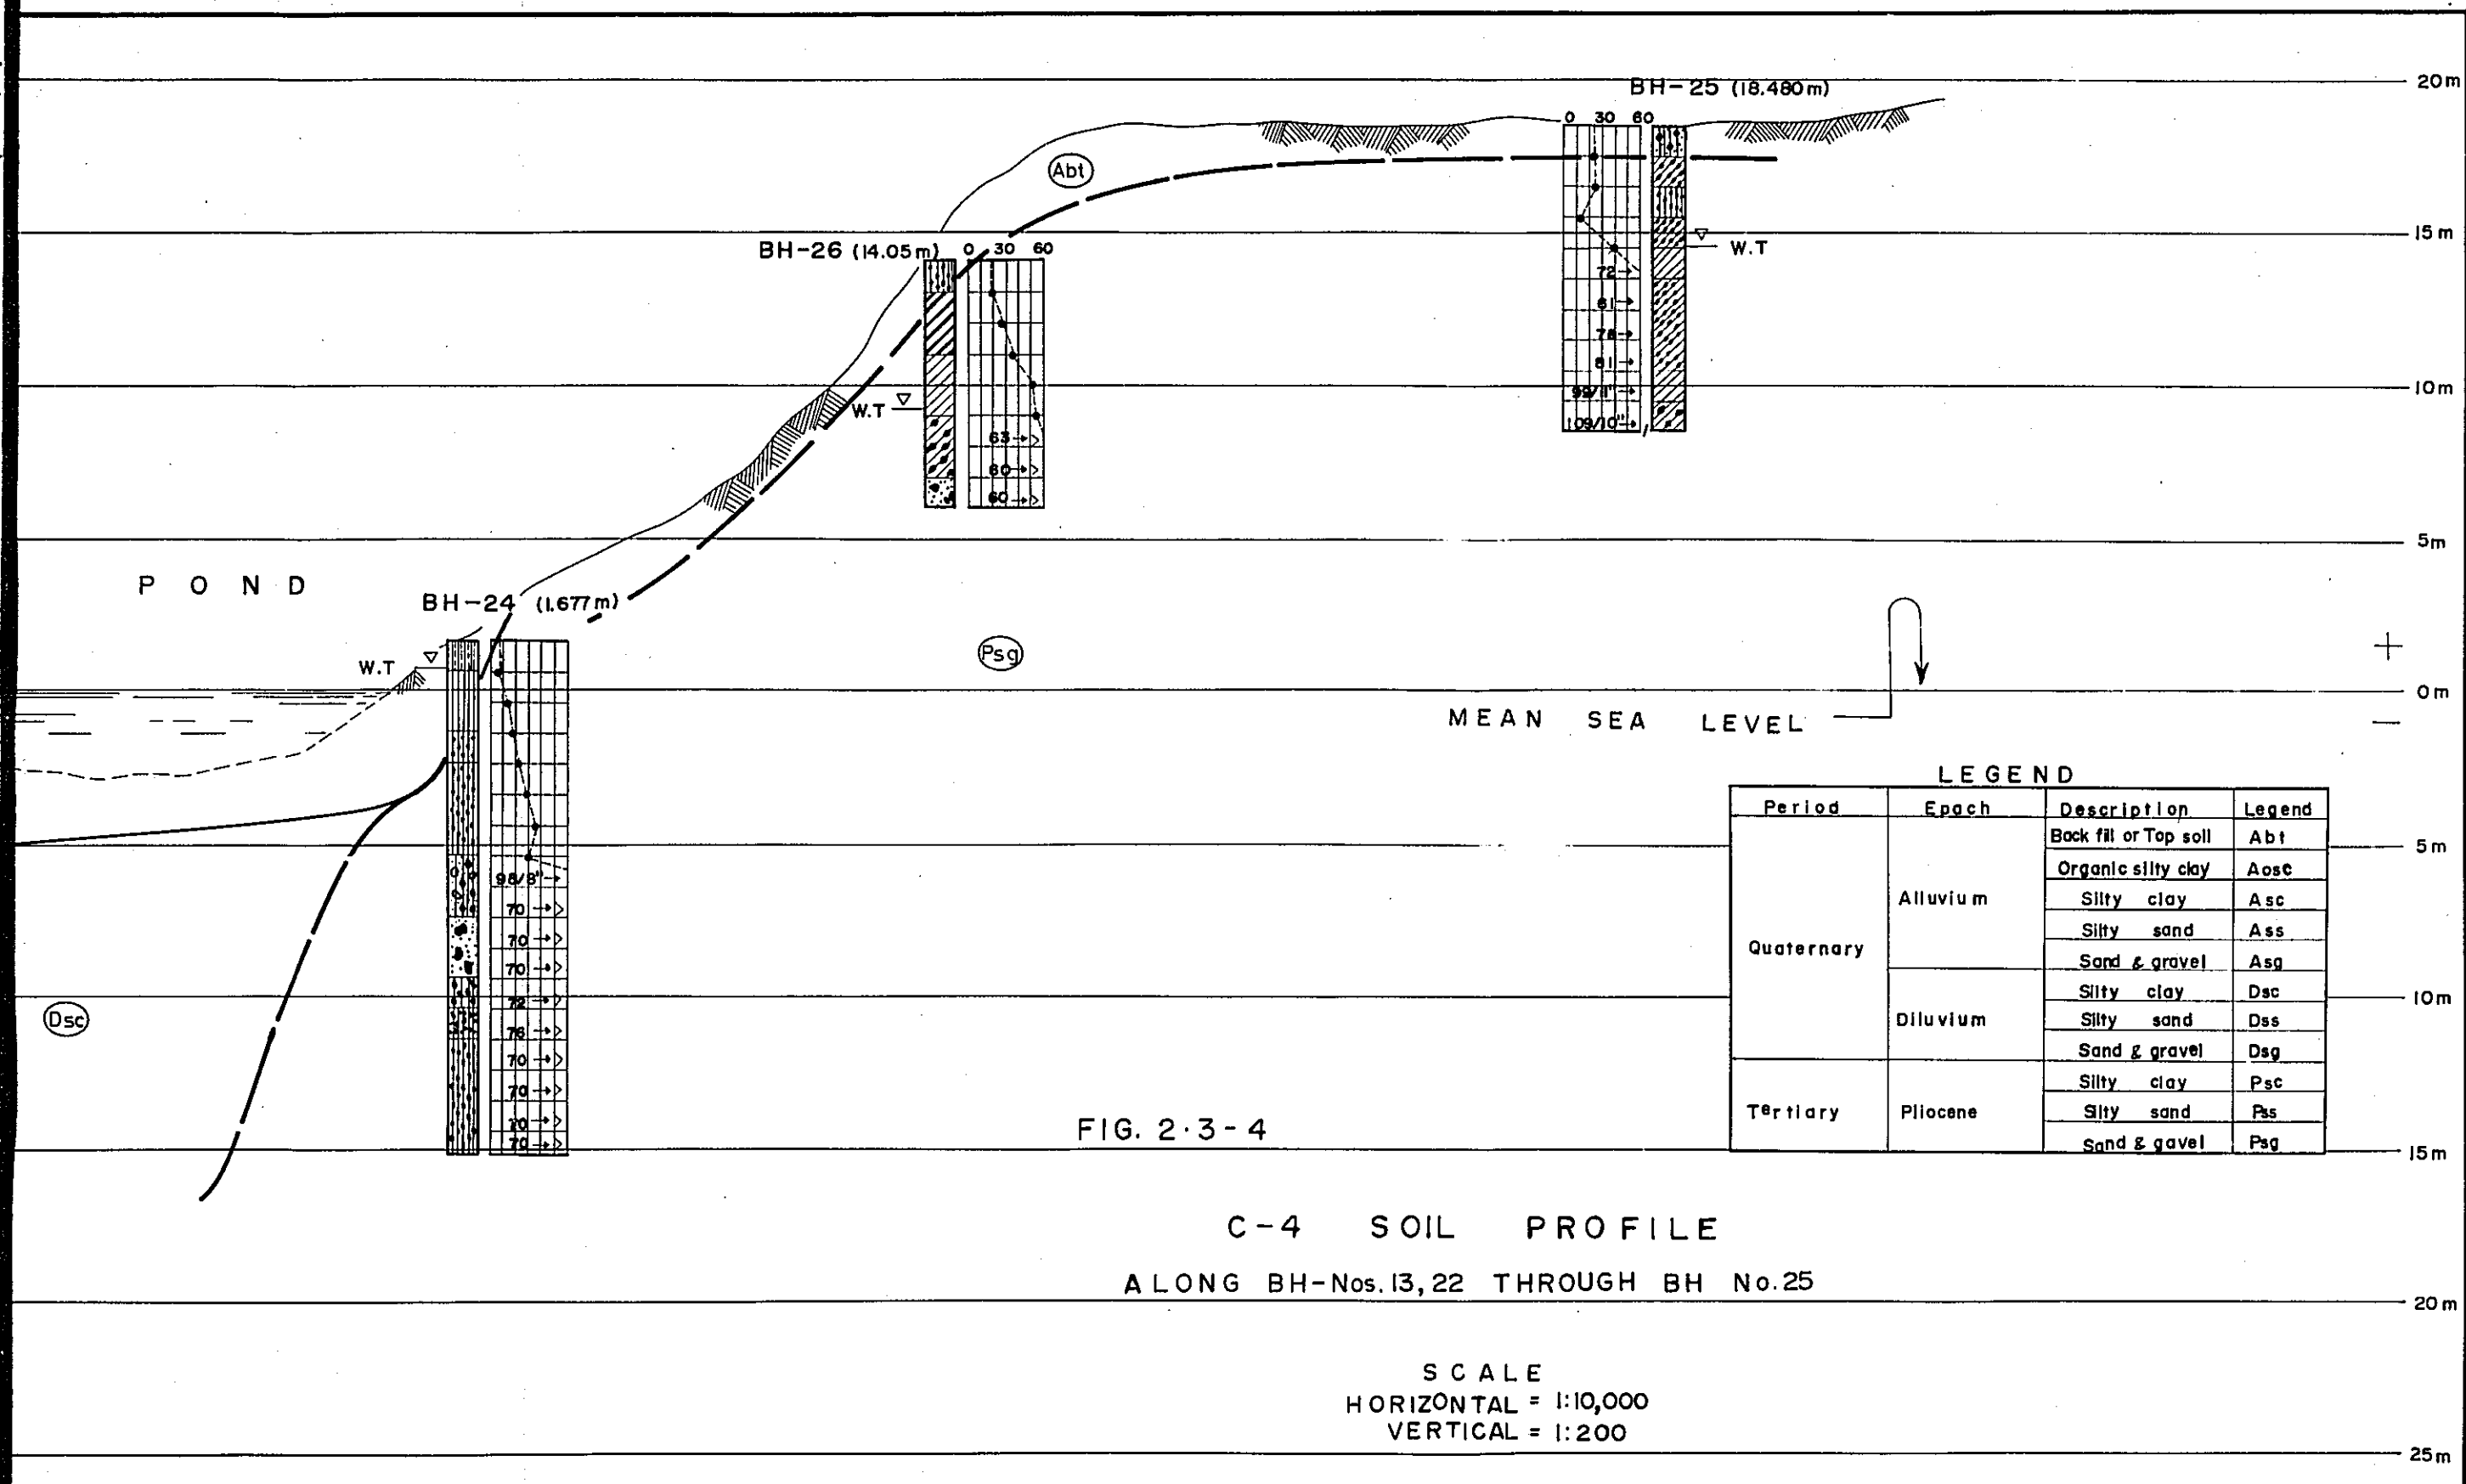 20m
BH-25 (18.480m)
0 30 60
Abt
15m
W.T
BH-26 (14.05m)
0 30 60
72
61
78
81
10m
99/11"
109/10"
W.T
63
60
60
5m
POND
BH-24 (1.677m)
Psg
W.T
+
0m
MEAN SEA LEVEL
—
LEGEND
Period Epach Description Legend
Back fill or Top soil Abt
5m
Organic silty clay Aosc
Alluvium Silty clay Asc
Silty sand Ass
Quaternary
Sand & gravel Asg
Silty clay Dsc
10m
Diluvium Silty sand Dss
Sand & gravel Dsg
Silty clay Psc
Tertiary Pliocene Silty sand Pss
Sand & gavel Psg
15m
98/8"
70
70
70
72
76
70
70
70
70
Dsc
FIG. 2·3-4
C-4 SOIL PROFILE
ALONG BH-Nos.13,22 THROUGH BH No.25
20m
SCALE
HORIZONTAL = 1:10,000
VERTICAL = 1:200
25m